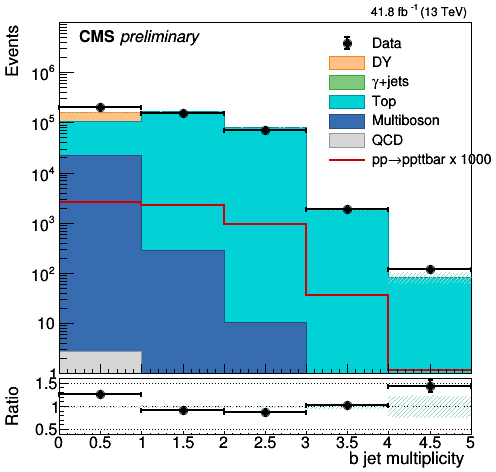 41.8 fb⁻¹ (13 TeV)
CMS preliminary
Events
Data
DY
γ+jets
Top
Multiboson
QCD
pp→ppttbar x 1000
10⁶
10⁵
10⁴
10³
10²
10
1
Ratio
1.5
1
0.5
0 0.5 1 1.5 2 2.5 3 3.5 4 4.5 5
b jet multiplicity